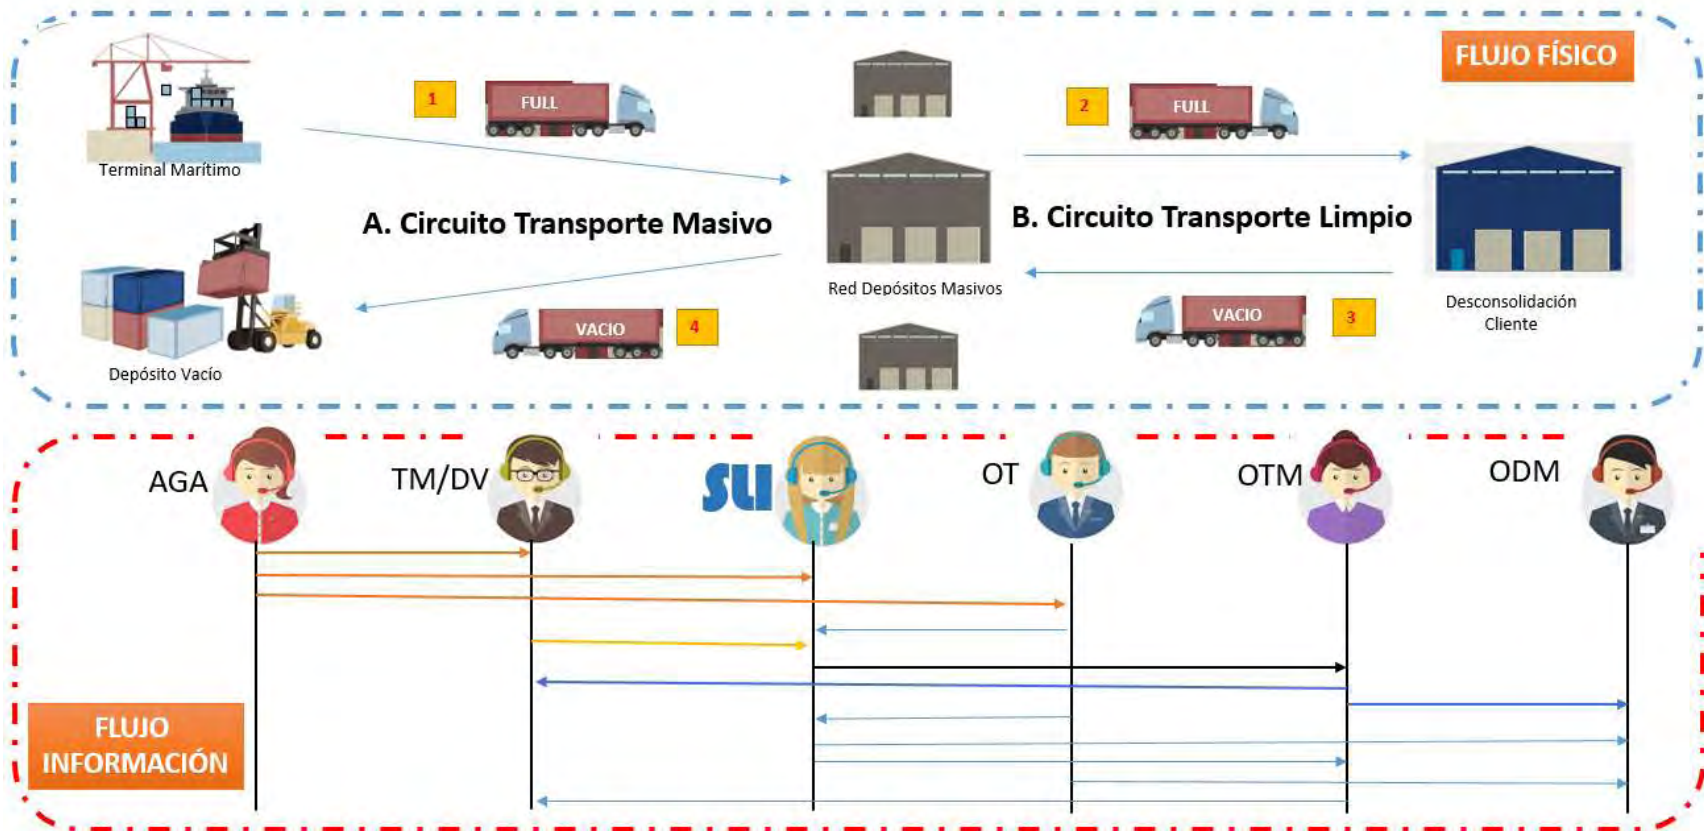 FLUJO FÍSICO
1
FULL
2
FULL
Terminal Marítimo
A. Circuito Transporte Masivo
B. Circuito Transporte Limpio
Red Depósitos Masivos
Desconsolidación
Cliente
VACIO
4
VACIO
3
Depósito Vacío
AGA
TM/DV
SLI
OT
OTM
ODM
FLUJO
INFORMACIÓN